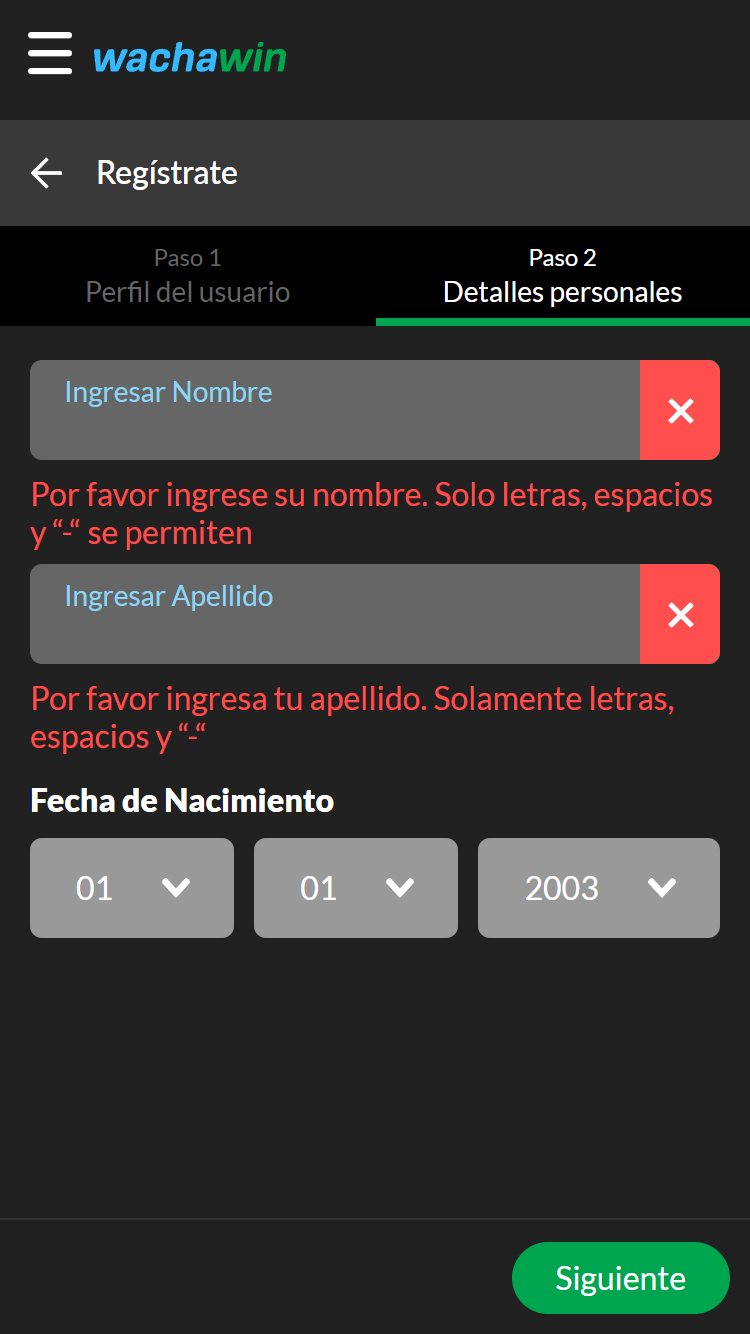 wachawin
Regístrate
Paso 1
Perfil del usuario
Paso 2
Detalles personales
Ingresar Nombre
Por favor ingrese su nombre. Solo letras, espacios
y “-“ se permiten
Ingresar Apellido
Por favor ingresa tu apellido. Solamente letras,
espacios y “-“
Fecha de Nacimiento
01 01 2003
Siguiente